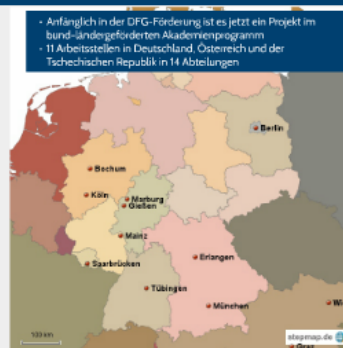 - Anfänglich in der DFG-Förderung ist es jetzt ein Projekt im
bund-ländergeförderten Akademienprogramm
- 11 Arbeitsstellen in Deutschland, Österreich und der
Tschechischen Republik in 14 Abteilungen
Berlin
Bochum
Köln
Marburg
Gießen
Mainz
Saarbrücken
Erlangen
Tübingen
München
100 km
stepmap.de
Graz